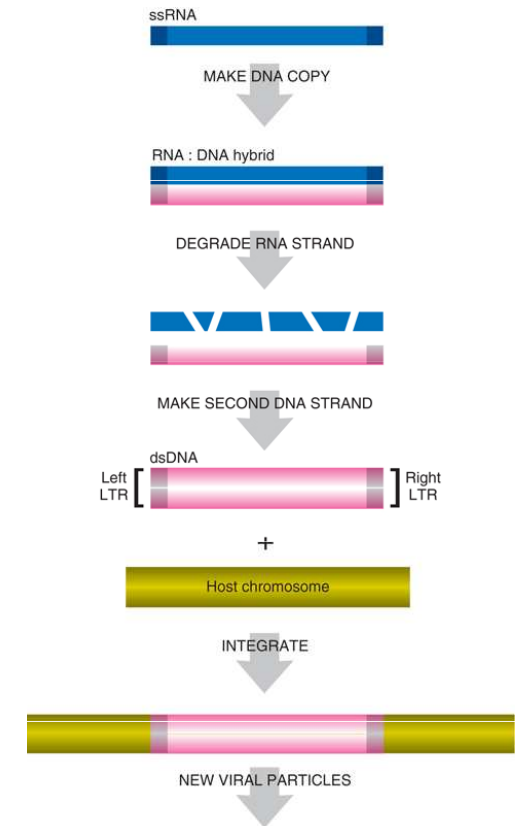 ssRNA
MAKE DNA COPY
RNA : DNA hybrid
DEGRADE RNA STRAND
MAKE SECOND DNA STRAND
dsDNA
Left
LTR
Right
LTR
+
Host chromosome
INTEGRATE
NEW VIRAL PARTICLES